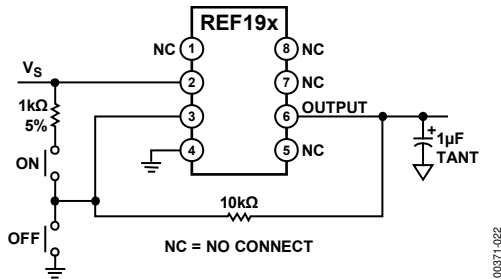 REF19x
NC 1
8 NC
VS
2
7 NC
1kΩ
5%
3
6 OUTPUT
+
1µF
TANT
ON
4
5 NC
10kΩ
OFF
NC = NO CONNECT
00371-022